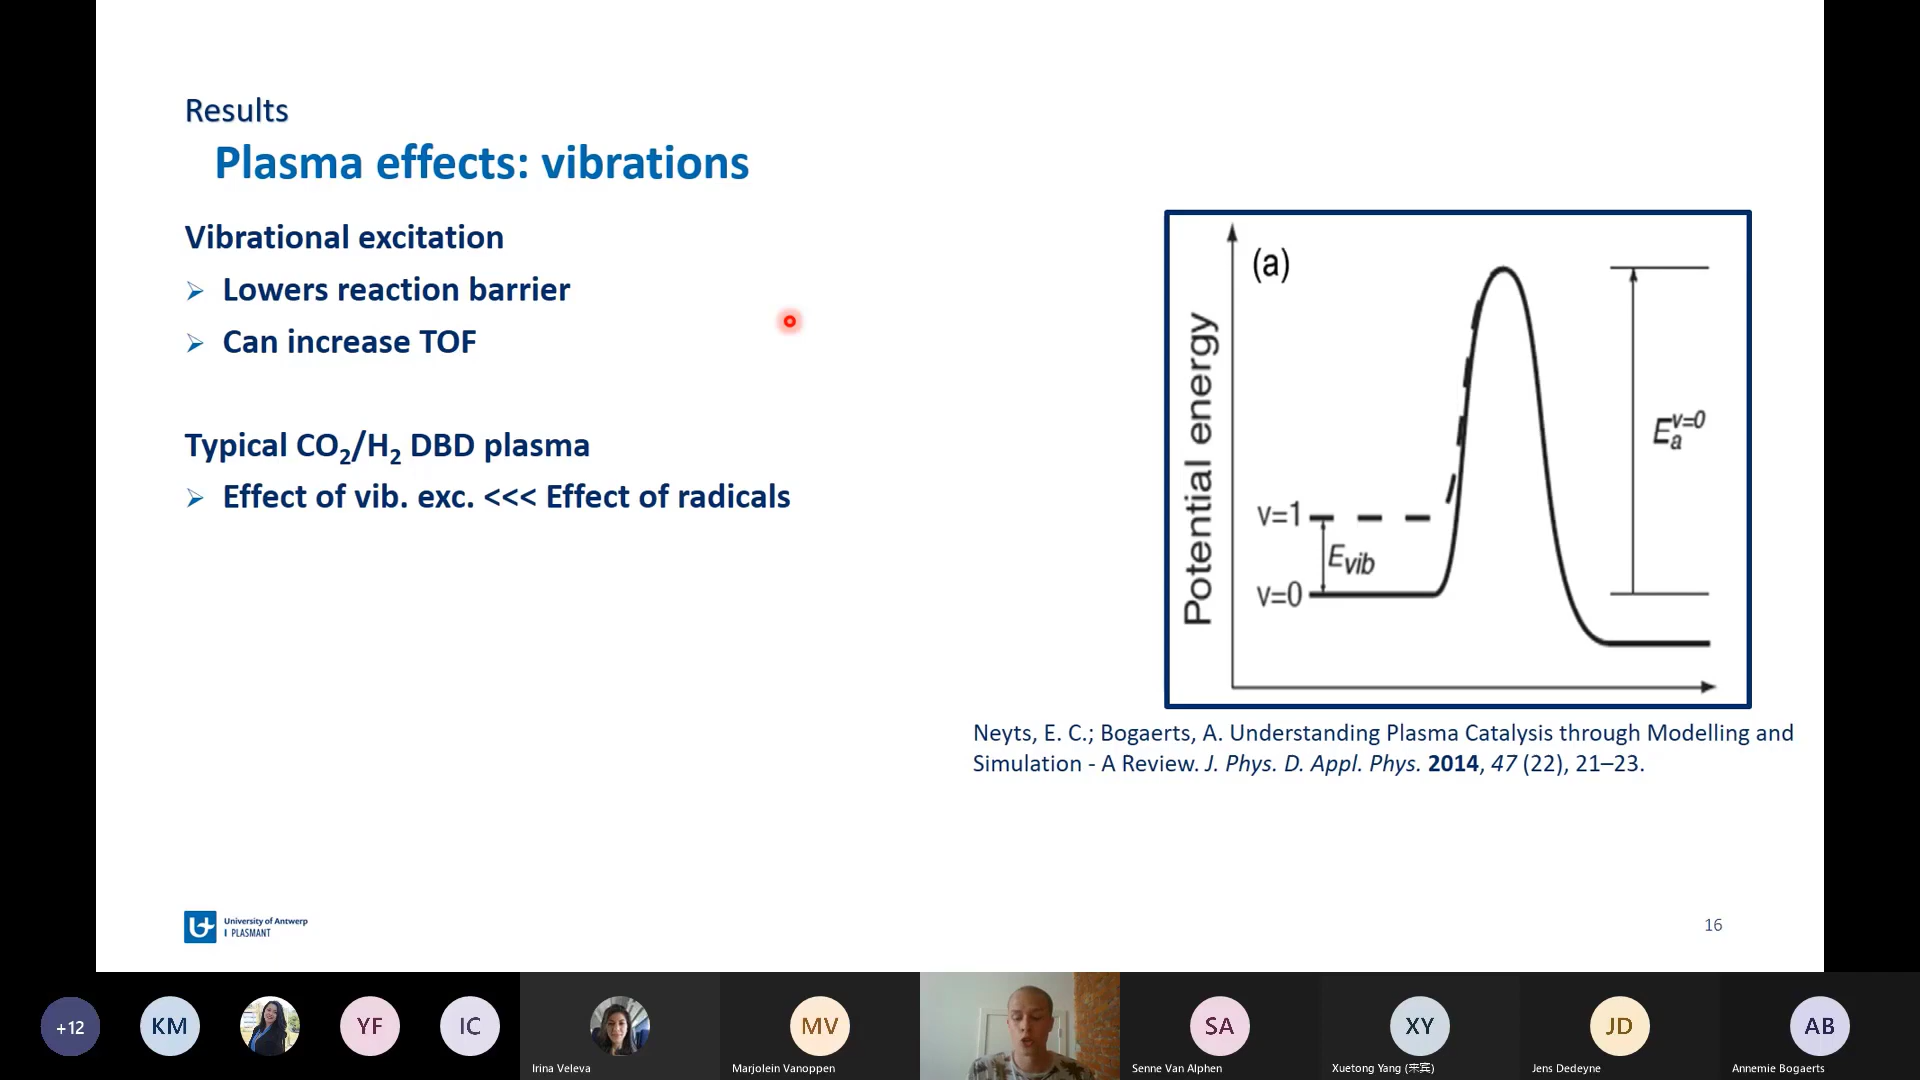 Results
Plasma effects: vibrations
Vibrational excitation
➢ Lowers reaction barrier
➢ Can increase TOF
Typical CO₂/H₂ DBD plasma
➢ Effect of vib. exc. <<< Effect of radicals
(a)
Potential energy
v=1
v=0
Evib
Eₐ^v=0
Neyts, E. C.; Bogaerts, A. Understanding Plasma Catalysis through Modelling and
Simulation - A Review. J. Phys. D. Appl. Phys. 2014, 47 (22), 21–23.
University of Antwerp
I PLASMANT
16
+12
KM
YF
IC
Irina Veleva
MV
Marjolein Vanoppen
SA
Senne Van Alphen
XY
Xuetong Yang (朱宾)
JD
Jens Dedeyne
AB
Annemie Bogaerts